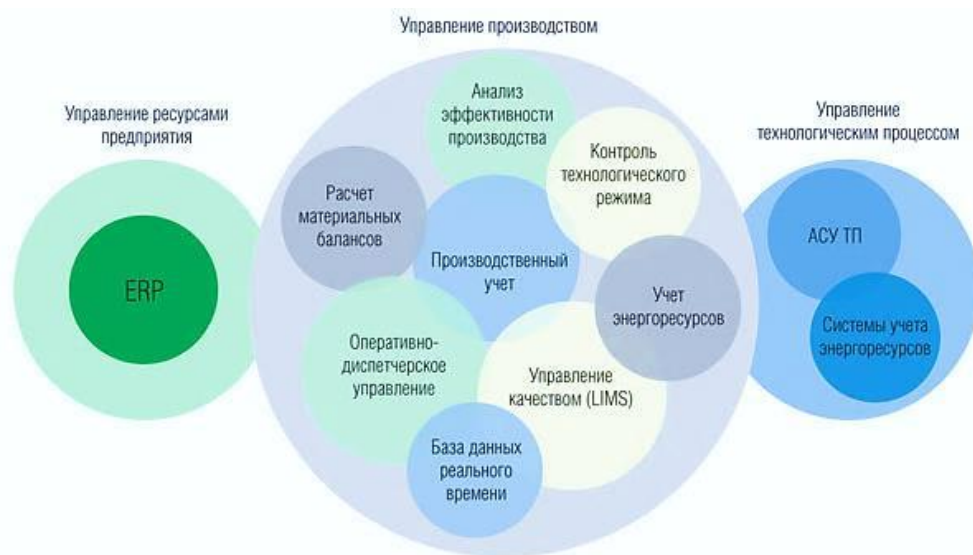 Управление производством
Управление ресурсами
предприятия
ERP
Анализ
эффективности
производства
Контроль
технологического
режима
Расчет
материальных
балансов
Производственный
учет
Учет
энергоресурсов
Оперативно-
диспетчерское
управление
Управление
качеством (LIMS)
База данных
реального
времени
Управление
технологическим процессом
АСУ ТП
Системы учета
энергоресурсов